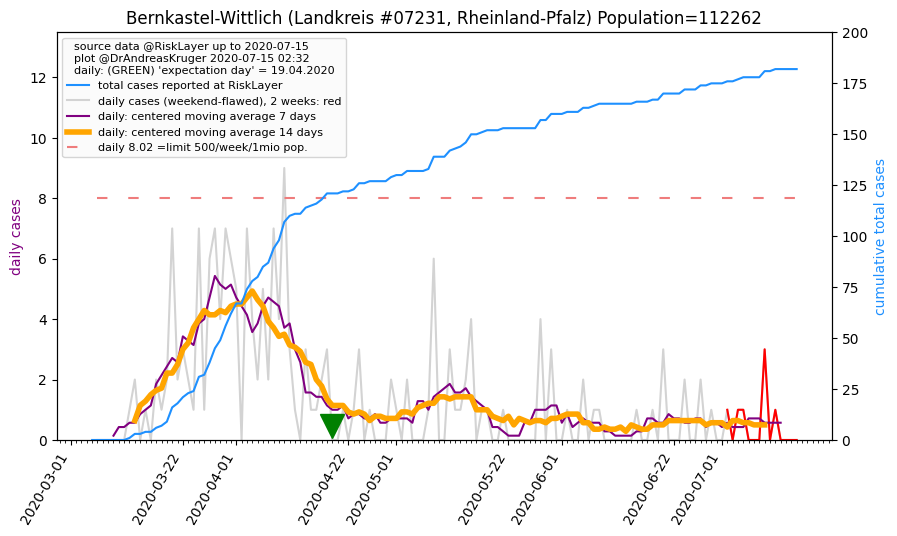 Bernkastel-Wittlich (Landkreis #07231, Rheinland-Pfalz) Population=112262
source data @RiskLayer up to 2020-07-15
plot @DrAndreasKruger 2020-07-15 02:32
daily: (GREEN) 'expectation day' = 19.04.2020
total cases reported at RiskLayer
daily cases (weekend-flawed), 2 weeks: red
daily: centered moving average 7 days
daily: centered moving average 14 days
daily 8.02 =limit 500/week/1mio pop.
daily cases
0
2
4
6
8
10
12
cumulative total cases
0
25
50
75
100
125
150
175
200
2020-03-01
2020-03-22
2020-04-01
2020-04-22
2020-05-01
2020-05-22
2020-06-01
2020-06-22
2020-07-01